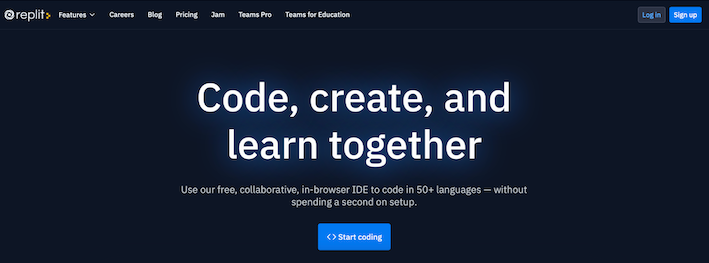 replit Features Careers Blog Pricing Jam Teams Pro Teams for Education Log in Sign up
Code, create, and
learn together
Use our free, collaborative, in-browser IDE to code in 50+ languages — without
spending a second on setup.
<> Start coding